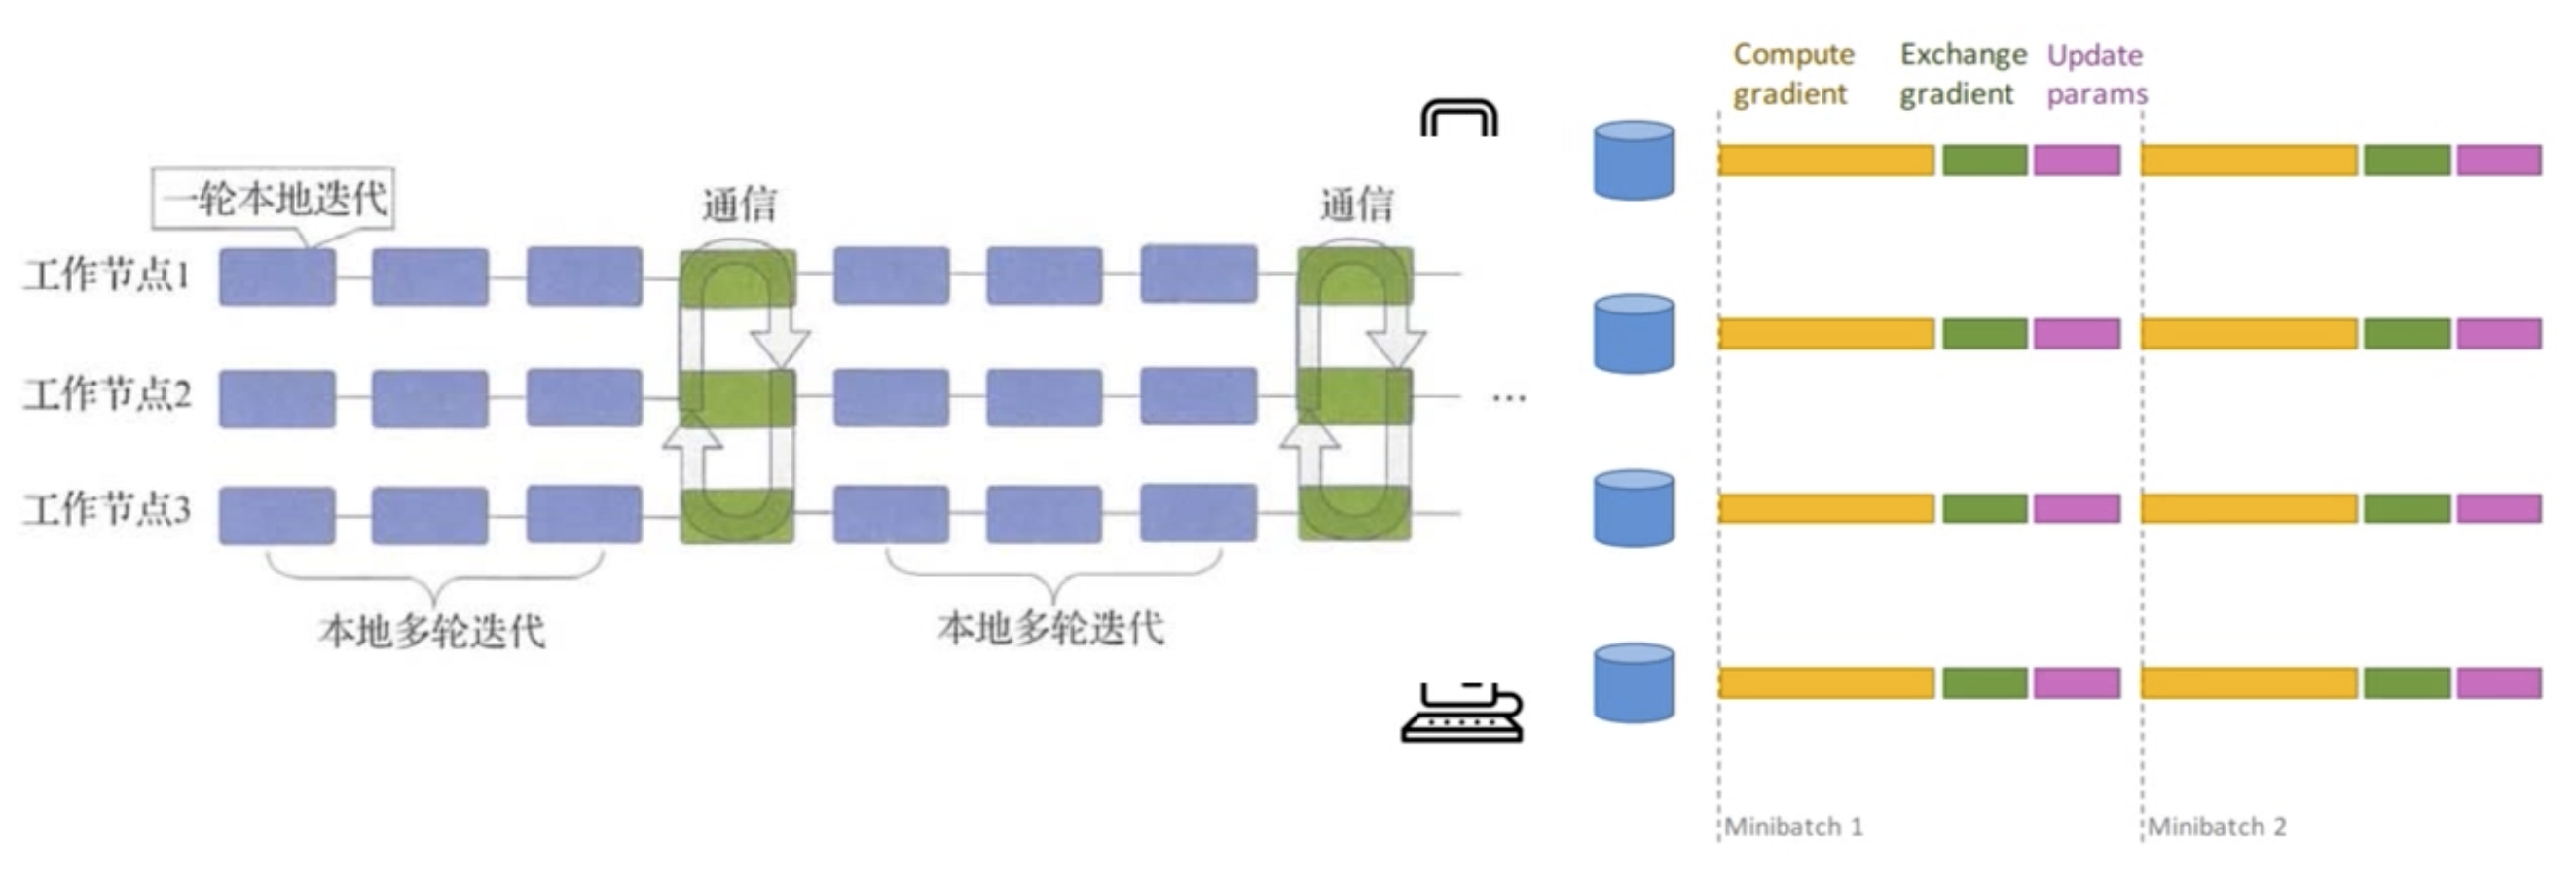 一轮本地迭代
通信
通信
工作节点1
工作节点2
...
工作节点3
本地多轮迭代
本地多轮迭代
Compute
gradient
Exchange
gradient
Update
params
Minibatch 1
Minibatch 2